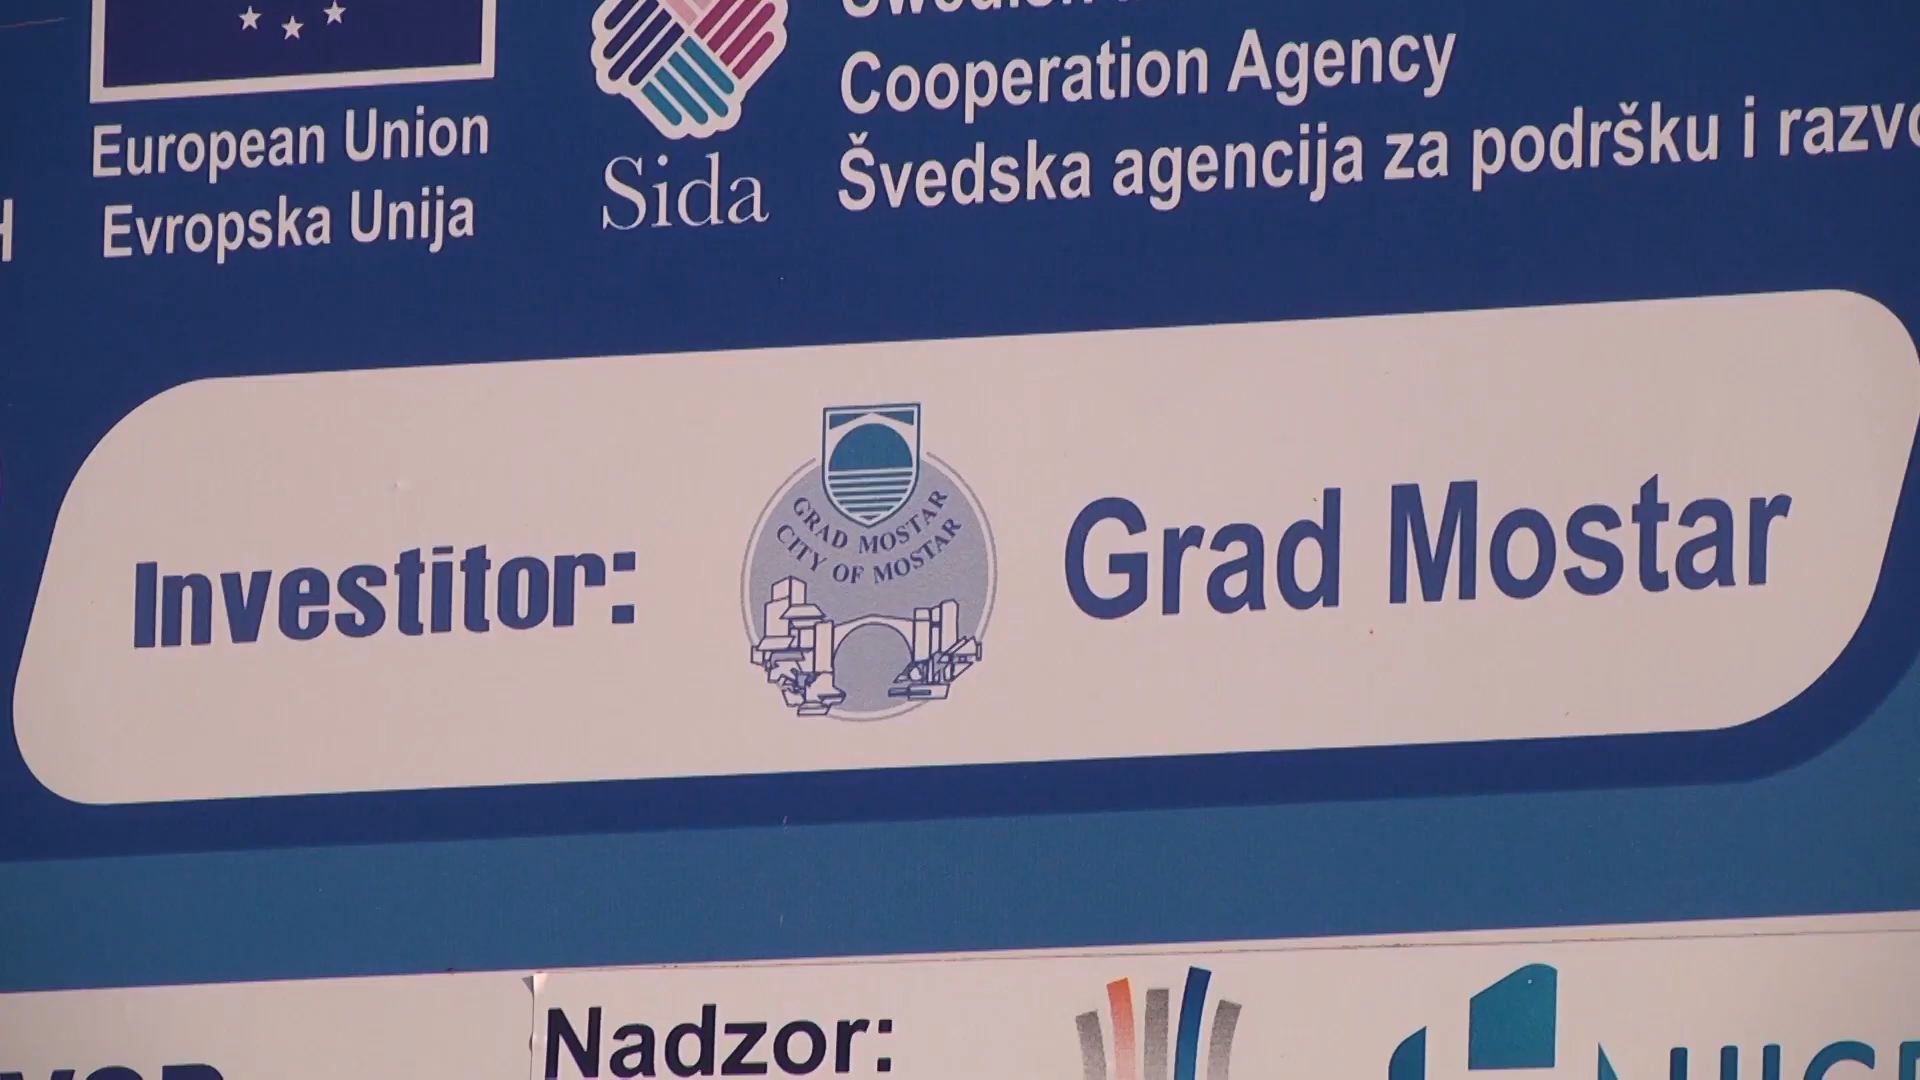 European Union
Evropska Unija
Sida
Cooperation Agency
Švedska agencija za podršku i
Investitor:
GRAD MOSTAR
CITY OF MOSTAR
Grad Mostar
Nadzor: